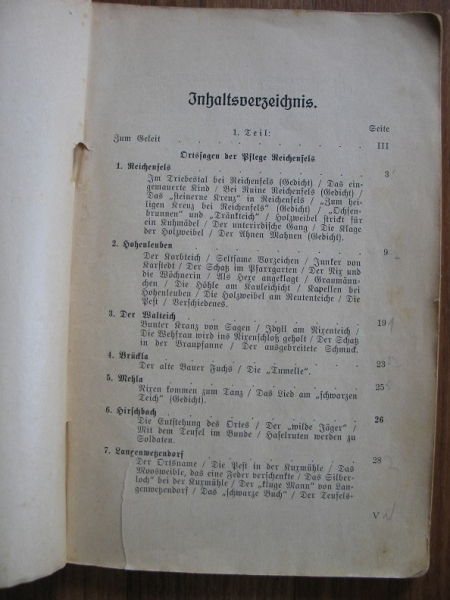 Inhaltsverzeichnis.
Seite
1. Teil:
Zum Geleit . . . . . . . . . . III
Ortssagen der Pflege Reichenfels
1. Reichenfels . . . . . . . . . . 3
Im Triebestal bei Reichenfels (Gedicht) / Das ein-
gemauerte Kind / Bei Ruine Reichenfels (Gedicht) /
Das „steinerne Kreuz" in Reichenfels / „Zum hei-
ligen Kreuz bei Reichenfels" (Gedicht) / „Ochsen-
brunnen" und „Tränkteich" / Holzweibel strickt für
ein Kuhmädel / Der unterirdische Gang / Die Klage
der Holzweibel / Der Ahnen Mahnen (Gedicht).
2. Hohenleuben . . . . . . . . . . 9
Der Korbteich / Seltsame Vorzeichen / Junker von
Karstedt / Der Schatz im Pfarrgarten / Der Nix und
die Wöchnerin / Als Hexe angeklagt / Graumänn-
chen / Die Höhle am Kanleichicht / Kapellen bei
Hohenleuben / Die Holzweibel am Reutenteiche / Die
Pest / Verschiedenes.
3. Der Walteich . . . . . . . . . . 19
Bunter Kranz von Sagen / Idyll am Nixenteich /
Die Wehfrau wird ins Nixenschloß geholt / Der Schatz
in der Braupfanne / Der ausgebreitete Schmuck.
4. Brückla . . . . . . . . . . 23
Der alte Bauer Fuchs / Die „Tumelle".
5. Mehla . . . . . . . . . . 25
Nixen kommen zum Tanz / Das Lied am „schwarzen
Teich" (Gedicht).
6. Hirschbach . . . . . . . . . . 26
Die Entstehung des Ortes / Der „wilde Jäger" /
Mit dem Teufel im Bunde / Haselruten werden zu
Soldaten.
7. Langenwetzendorf . . . . . . . . . . 28
Der Ortsname / Die Pest in der Kurzmühle / Das
Moosweidle, das eine Feder verschenkte / Das Silber-
loch" bei der Kurzmühle / Der „kluge Mann" von Lan-
genwetzendorf / Das „schwarze Buch" / Der Teufels-
V